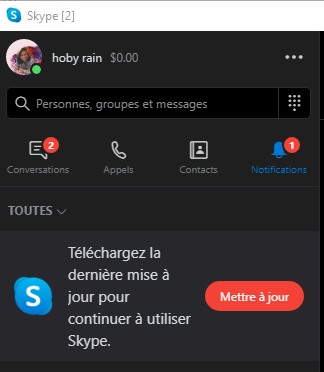 Skype [2]
hoby rain $0.00
Personnes, groupes et messages
2 1
Conversations Appels Contacts Notifications
TOUTES
Téléchargez la
dernière mise à
jour pour
continuer à utiliser
Skype.
Mettre à jour